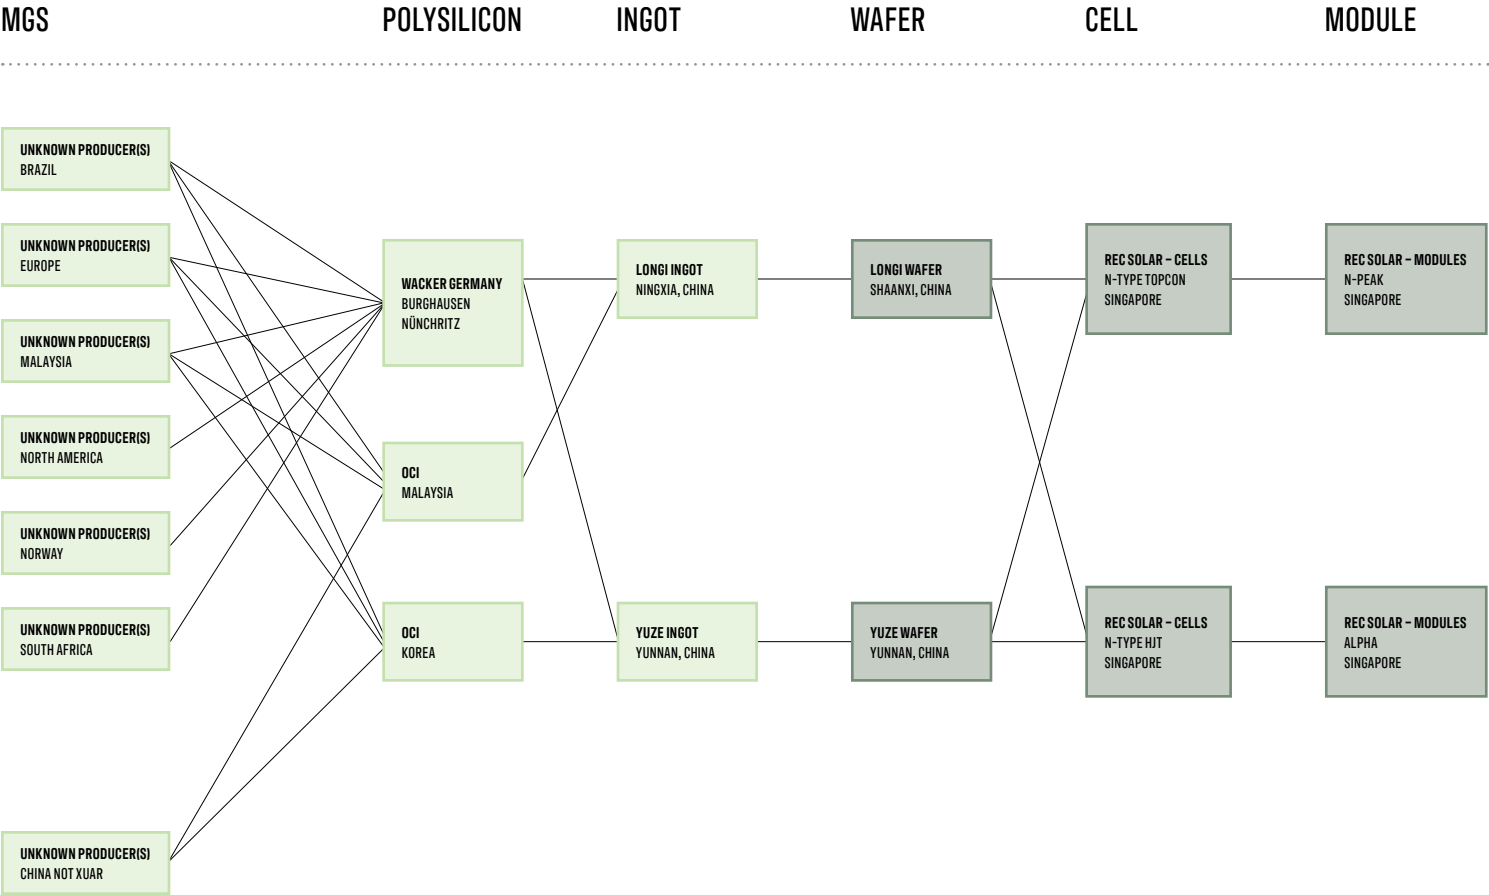 MGS
POLYSILICON
INGOT
WAFER
CELL
MODULE
UNKNOWN PRODUCER(S)
BRAZIL
UNKNOWN PRODUCER(S)
EUROPE
UNKNOWN PRODUCER(S)
MALAYSIA
UNKNOWN PRODUCER(S)
NORTH AMERICA
UNKNOWN PRODUCER(S)
NORWAY
UNKNOWN PRODUCER(S)
SOUTH AFRICA
UNKNOWN PRODUCER(S)
CHINA NOT XUAR
WACKER GERMANY
BURGHAUSEN
NÜNCHRITZ
OCI
MALAYSIA
OCI
KOREA
LONGI INGOT
NINGXIA, CHINA
YUZE INGOT
YUNNAN, CHINA
LONGI WAFER
SHAANXI, CHINA
YUZE WAFER
YUNNAN, CHINA
REC SOLAR – CELLS
N-TYPE TOPCON
SINGAPORE
REC SOLAR – CELLS
N-TYPE HJT
SINGAPORE
REC SOLAR – MODULES
N-PEAK
SINGAPORE
REC SOLAR – MODULES
ALPHA
SINGAPORE